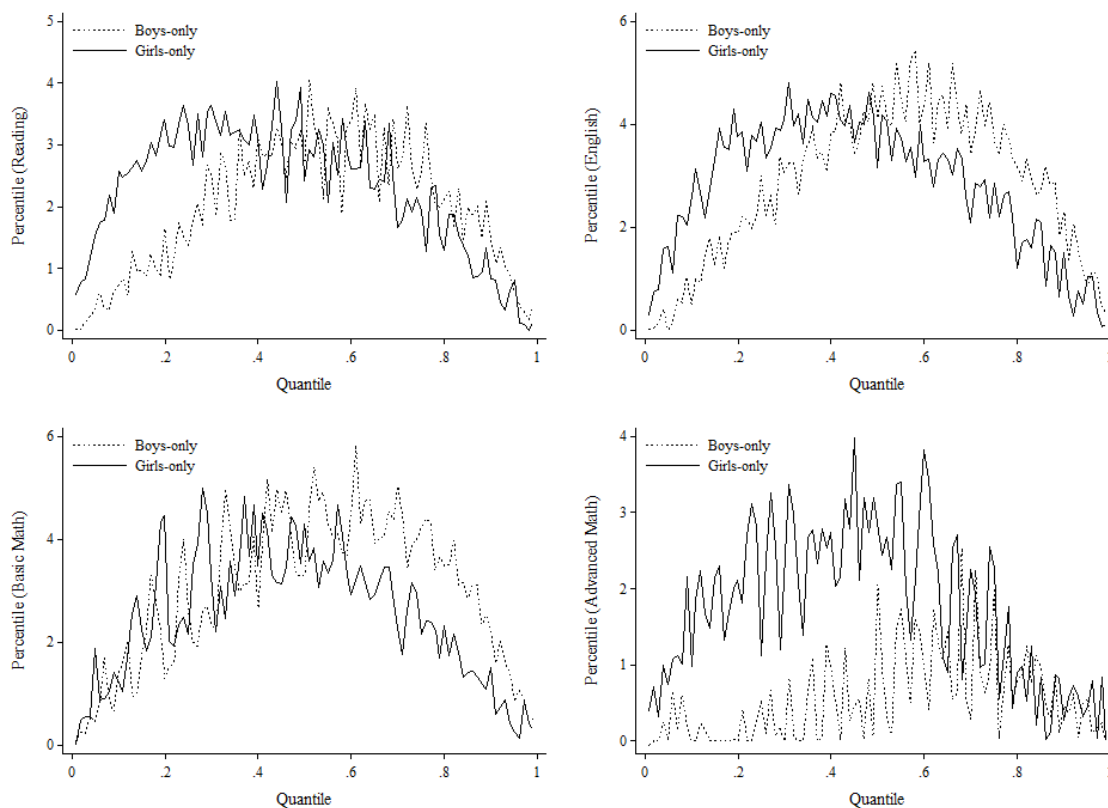 Boys-only
Girls-only
Percentile (Reading)
5
4
3
2
1
0
0 .2 .4 .6 .8 1
Quantile
Boys-only
Girls-only
Percentile (English)
6
4
2
0
0 .2 .4 .6 .8 1
Quantile
Boys-only
Girls-only
Percentile (Basic Math)
6
4
2
0
0 .2 .4 .6 .8 1
Quantile
Boys-only
Girls-only
Percentile (Advanced Math)
4
3
2
1
0
0 .2 .4 .6 .8 1
Quantile